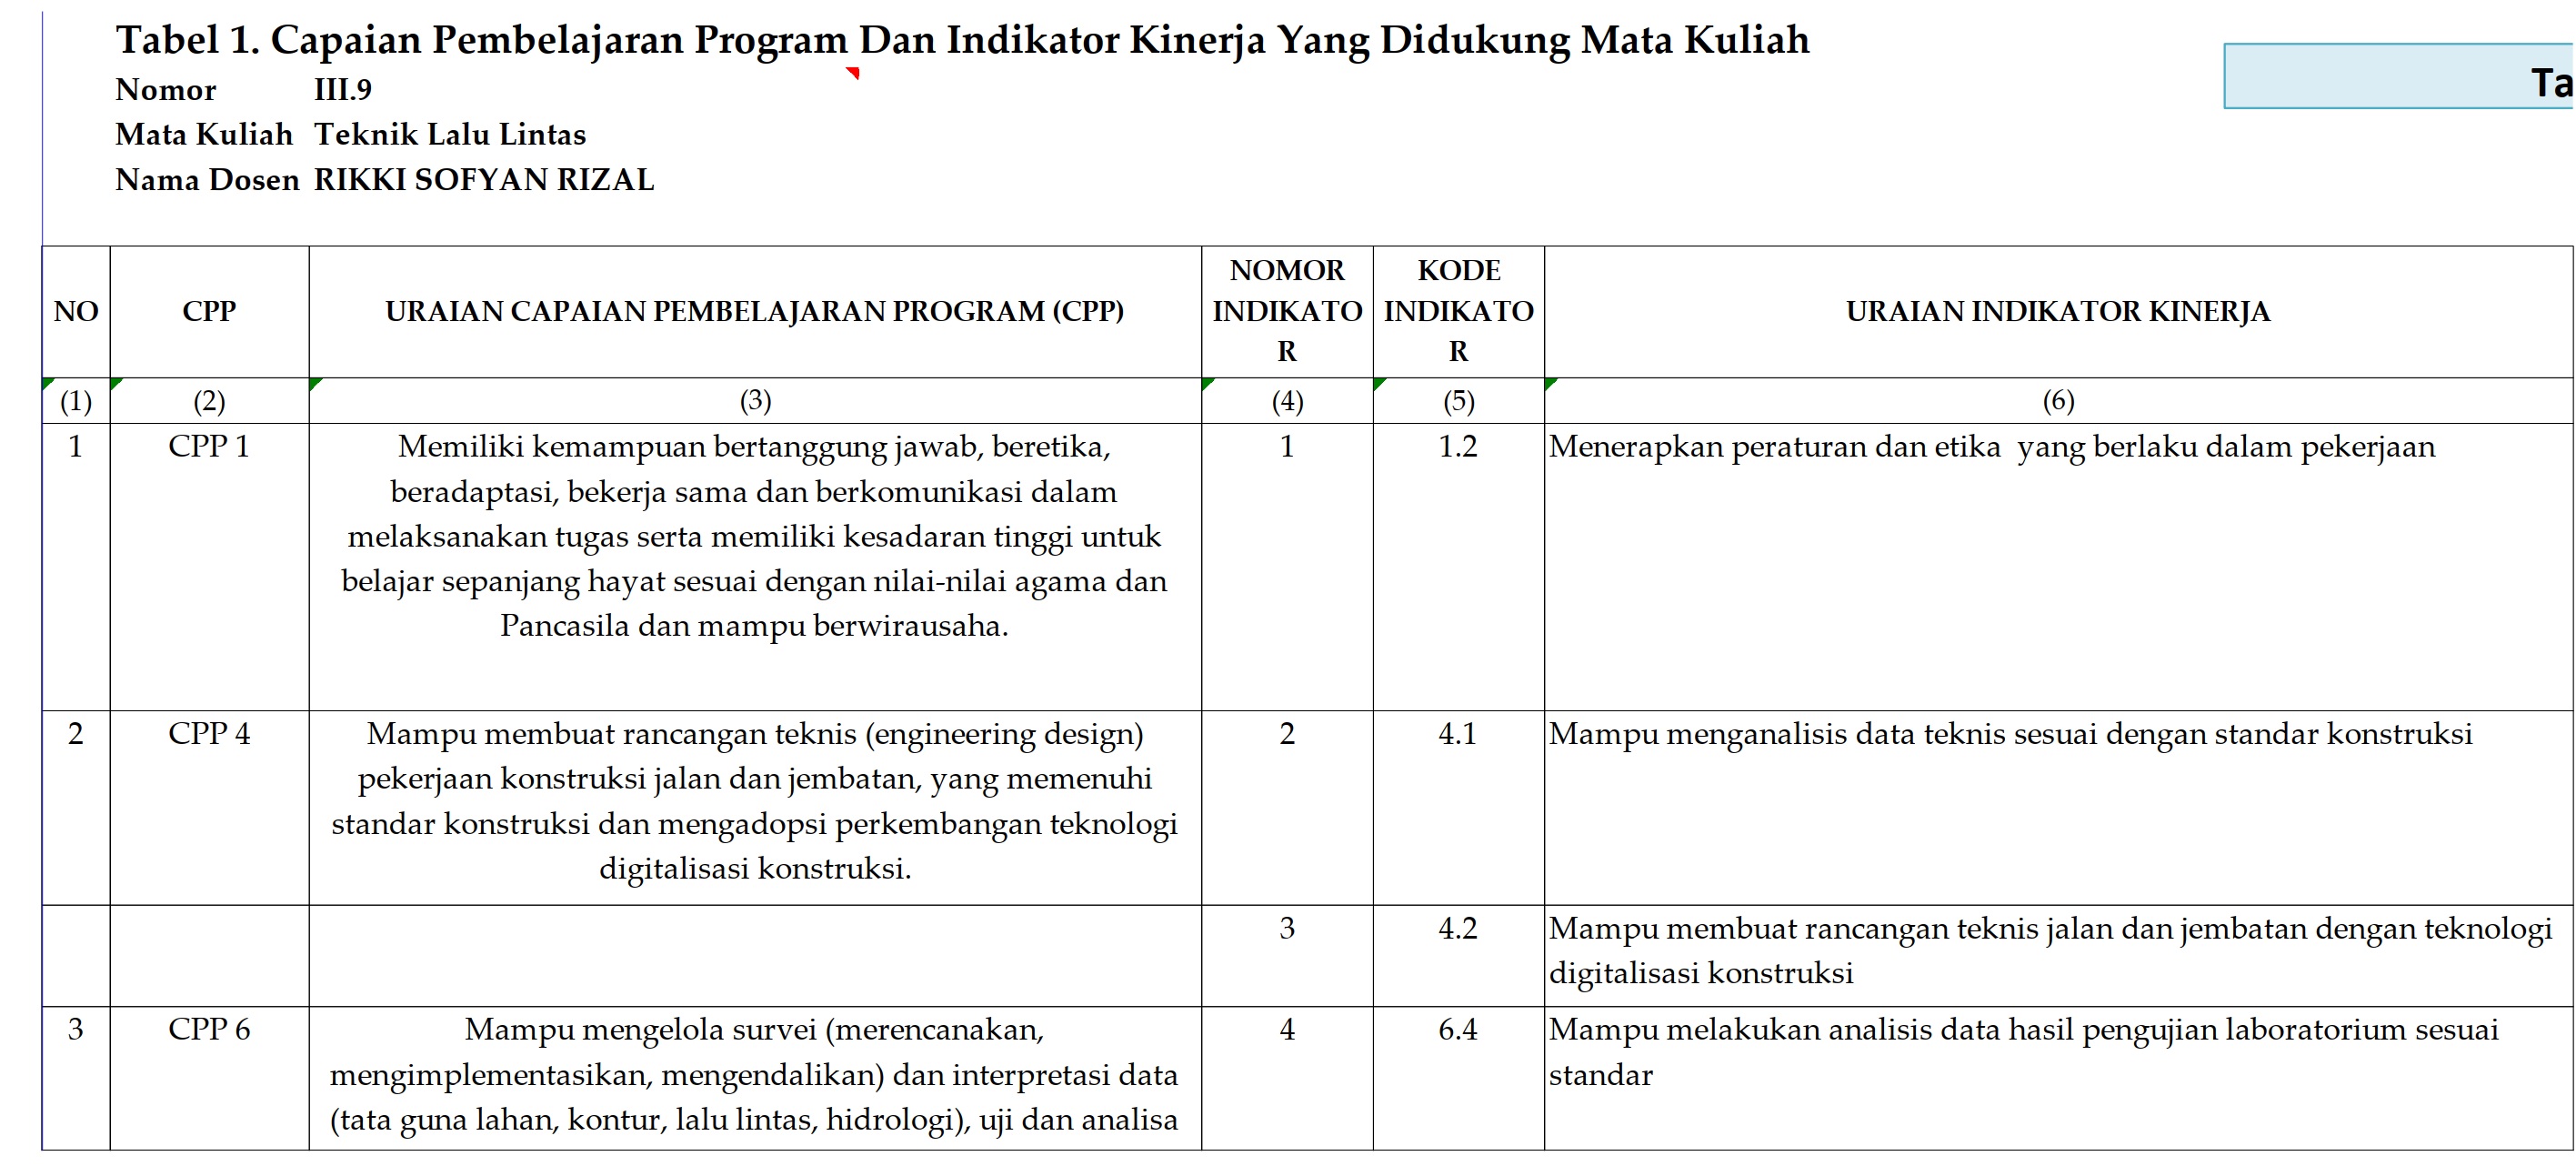 Tabel 1. Capaian Pembelajaran Program Dan Indikator Kinerja Yang Didukung Mata Kuliah
Ta
Nomor III.9
Mata Kuliah Teknik Lalu Lintas
Nama Dosen RIKKI SOFYAN RIZAL
NO
CPP
URAIAN CAPAIAN PEMBELAJARAN PROGRAM (CPP)
NOMOR
INDIKATO
R
KODE
INDIKATO
R
URAIAN INDIKATOR KINERJA
(1)
(2)
(3)
(4)
(5)
(6)
1
CPP 1
Memiliki kemampuan bertanggung jawab, beretika,
beradaptasi, bekerja sama dan berkomunikasi dalam
melaksanakan tugas serta memiliki kesadaran tinggi untuk
belajar sepanjang hayat sesuai dengan nilai-nilai agama dan
Pancasila dan mampu berwirausaha.
1
1.2
Menerapkan peraturan dan etika  yang berlaku dalam pekerjaan
2
CPP 4
Mampu membuat rancangan teknis (engineering design)
pekerjaan konstruksi jalan dan jembatan, yang memenuhi
standar konstruksi dan mengadopsi perkembangan teknologi
digitalisasi konstruksi.
2
4.1
Mampu menganalisis data teknis sesuai dengan standar konstruksi
3
4.2
Mampu membuat rancangan teknis jalan dan jembatan dengan teknologi
digitalisasi konstruksi
3
CPP 6
Mampu mengelola survei (merencanakan,
mengimplementasikan, mengendalikan) dan interpretasi data
(tata guna lahan, kontur, lalu lintas, hidrologi), uji dan analisa
4
6.4
Mampu melakukan analisis data hasil pengujian laboratorium sesuai
standar